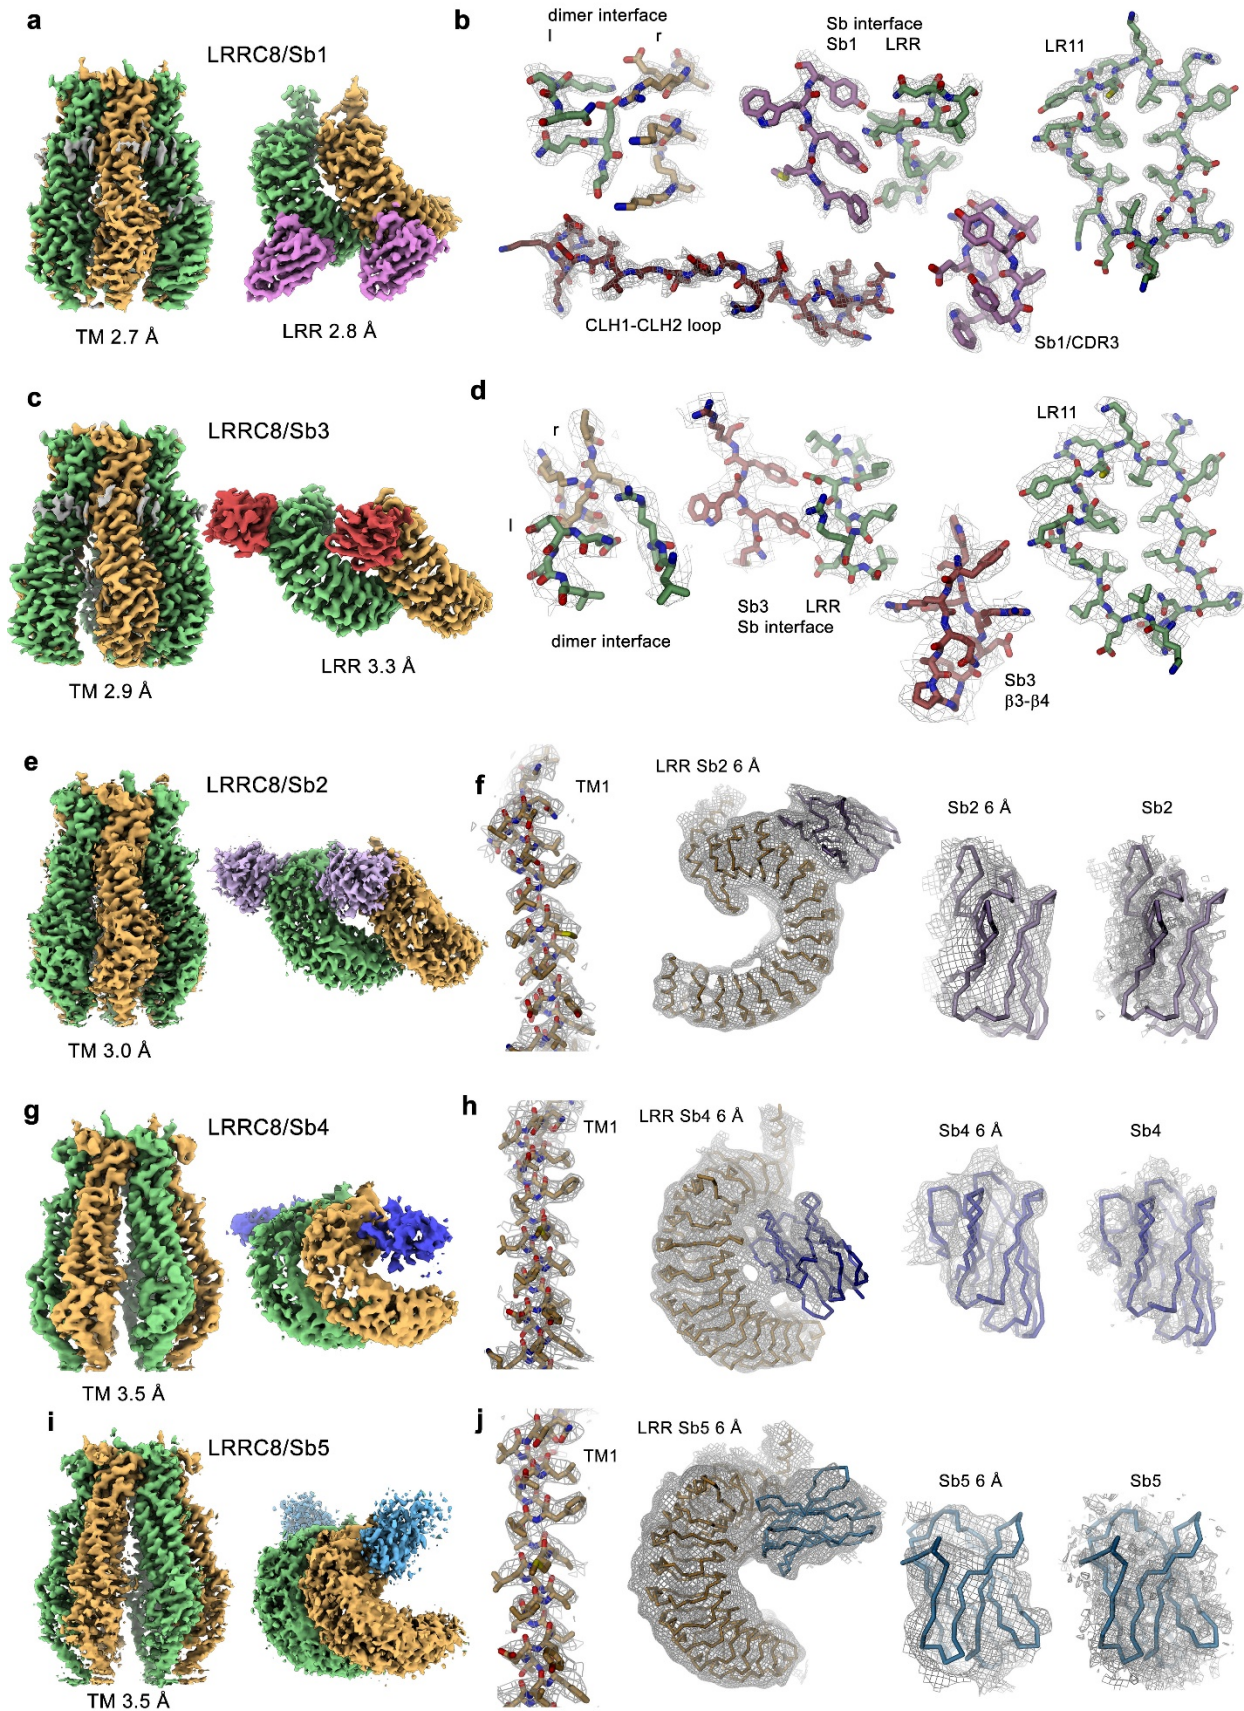 a
LRRC8/Sb1
TM 2.7 Å
LRR 2.8 Å
b
dimer interface
l
r
Sb interface
Sb1 LRR
LR11
CLH1-CLH2 loop
Sb1/CDR3
c
LRRC8/Sb3
TM 2.9 Å
LRR 3.3 Å
d
r
l
dimer interface
Sb3 LRR
Sb interface
LR11
Sb3
β3-β4
e
LRRC8/Sb2
TM 3.0 Å
f
TM1
LRR Sb2 6 Å
Sb2 6 Å
Sb2
g
LRRC8/Sb4
TM 3.5 Å
h
TM1
LRR Sb4 6 Å
Sb4 6 Å
Sb4
i
LRRC8/Sb5
TM 3.5 Å
j
TM1
LRR Sb5 6 Å
Sb5 6 Å
Sb5